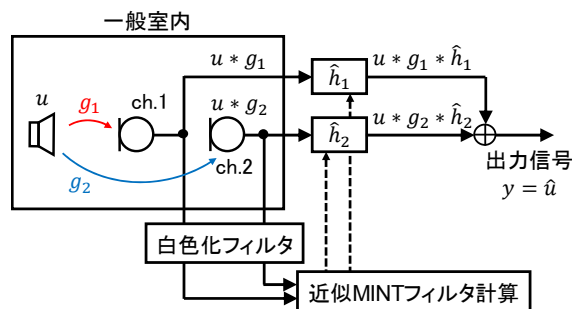 一般室内
u
g₁
g₂
ch.1
ch.2
u * g₁
u * g₂
ĥ₁
ĥ₂
u * g₁ * ĥ₁
u * g₂ * ĥ₂
出力信号
y = û
白色化フィルタ
近似MINTフィルタ計算